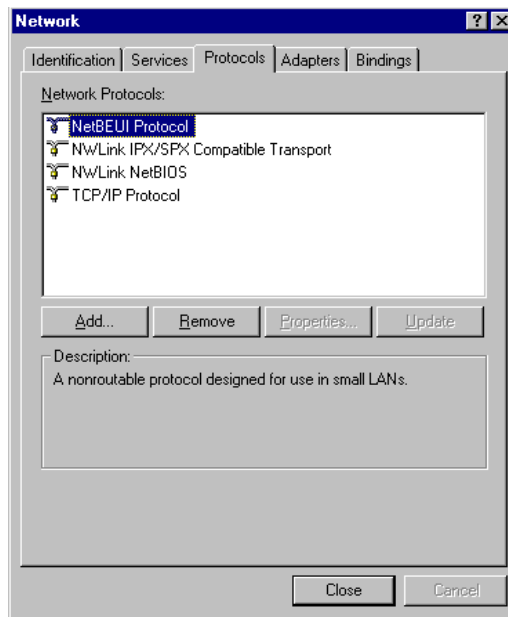 Network
Identification Services Protocols Adapters Bindings
Network Protocols:
NetBEUI Protocol
NWLink IPX/SPX Compatible Transport
NWLink NetBIOS
TCP/IP Protocol
Add... Remove Properties... Update
Description:
A nonroutable protocol designed for use in small LANs.
Close Cancel